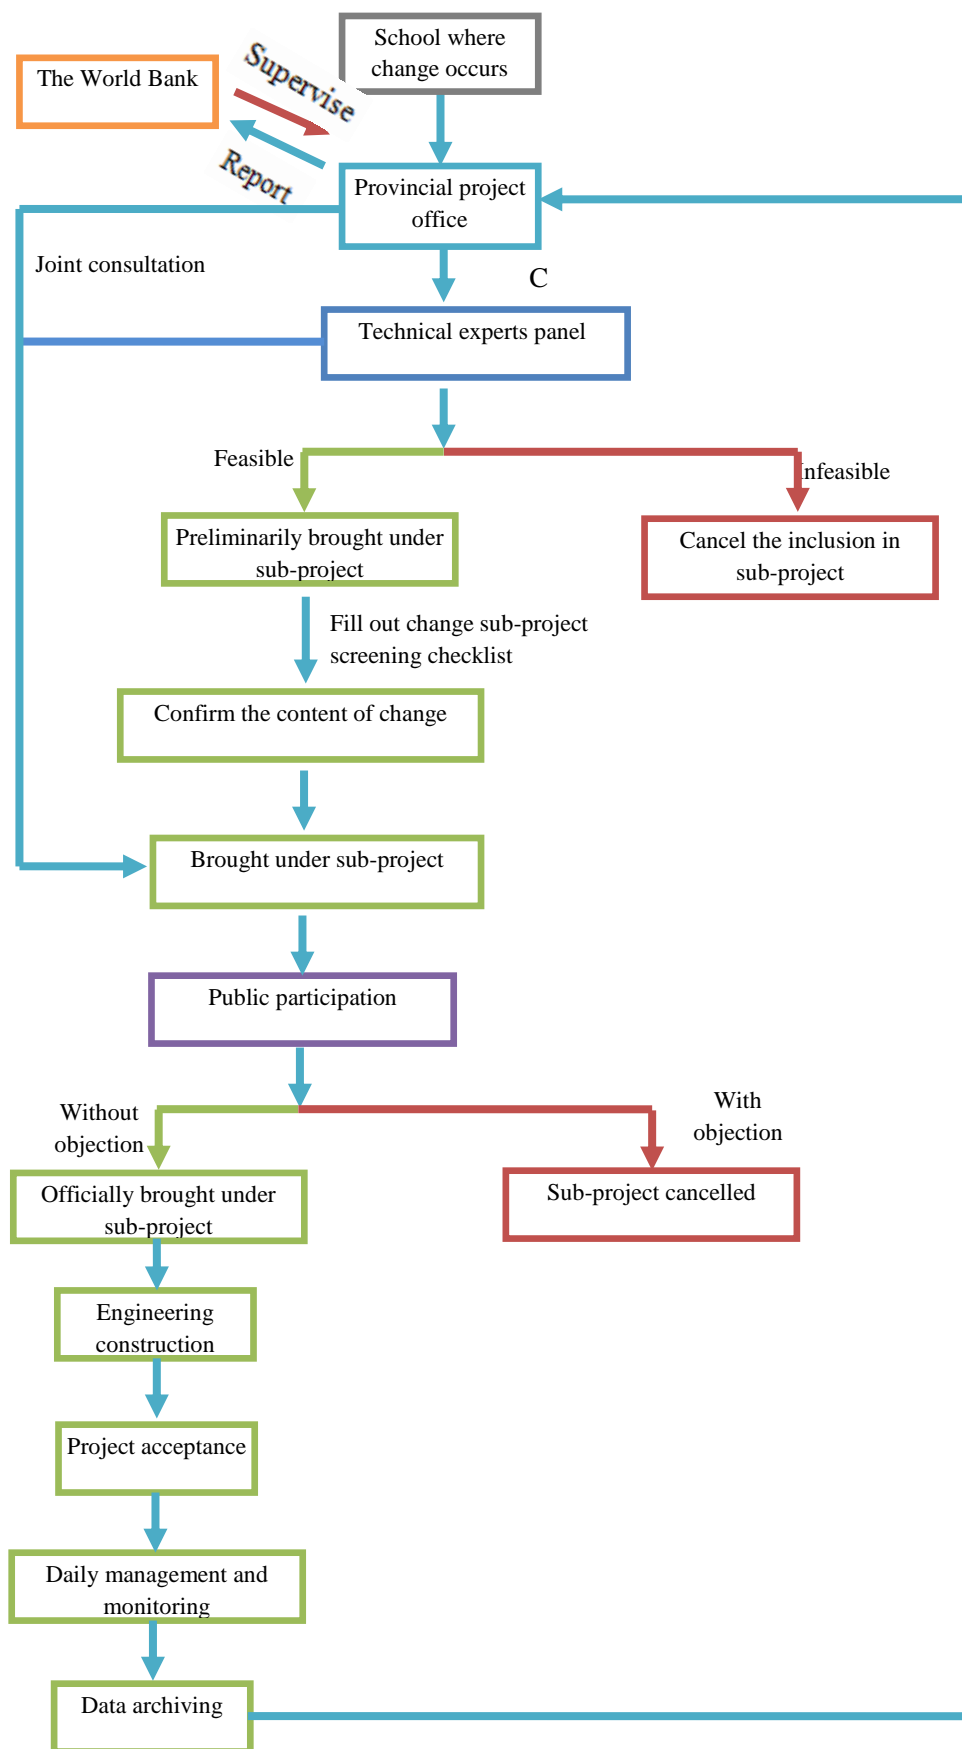 School where
change occurs
The World Bank
Supervise
Report
Provincial project
office
Joint consultation
C
Technical experts panel
Feasible
Infeasible
Preliminarily brought under
sub-project
Cancel the inclusion in
sub-project
Fill out change sub-project
screening checklist
Confirm the content of change
Brought under sub-project
Public participation
Without
objection
With
objection
Officially brought under
sub-project
Sub-project cancelled
Engineering
construction
Project acceptance
Daily management and
monitoring
Data archiving